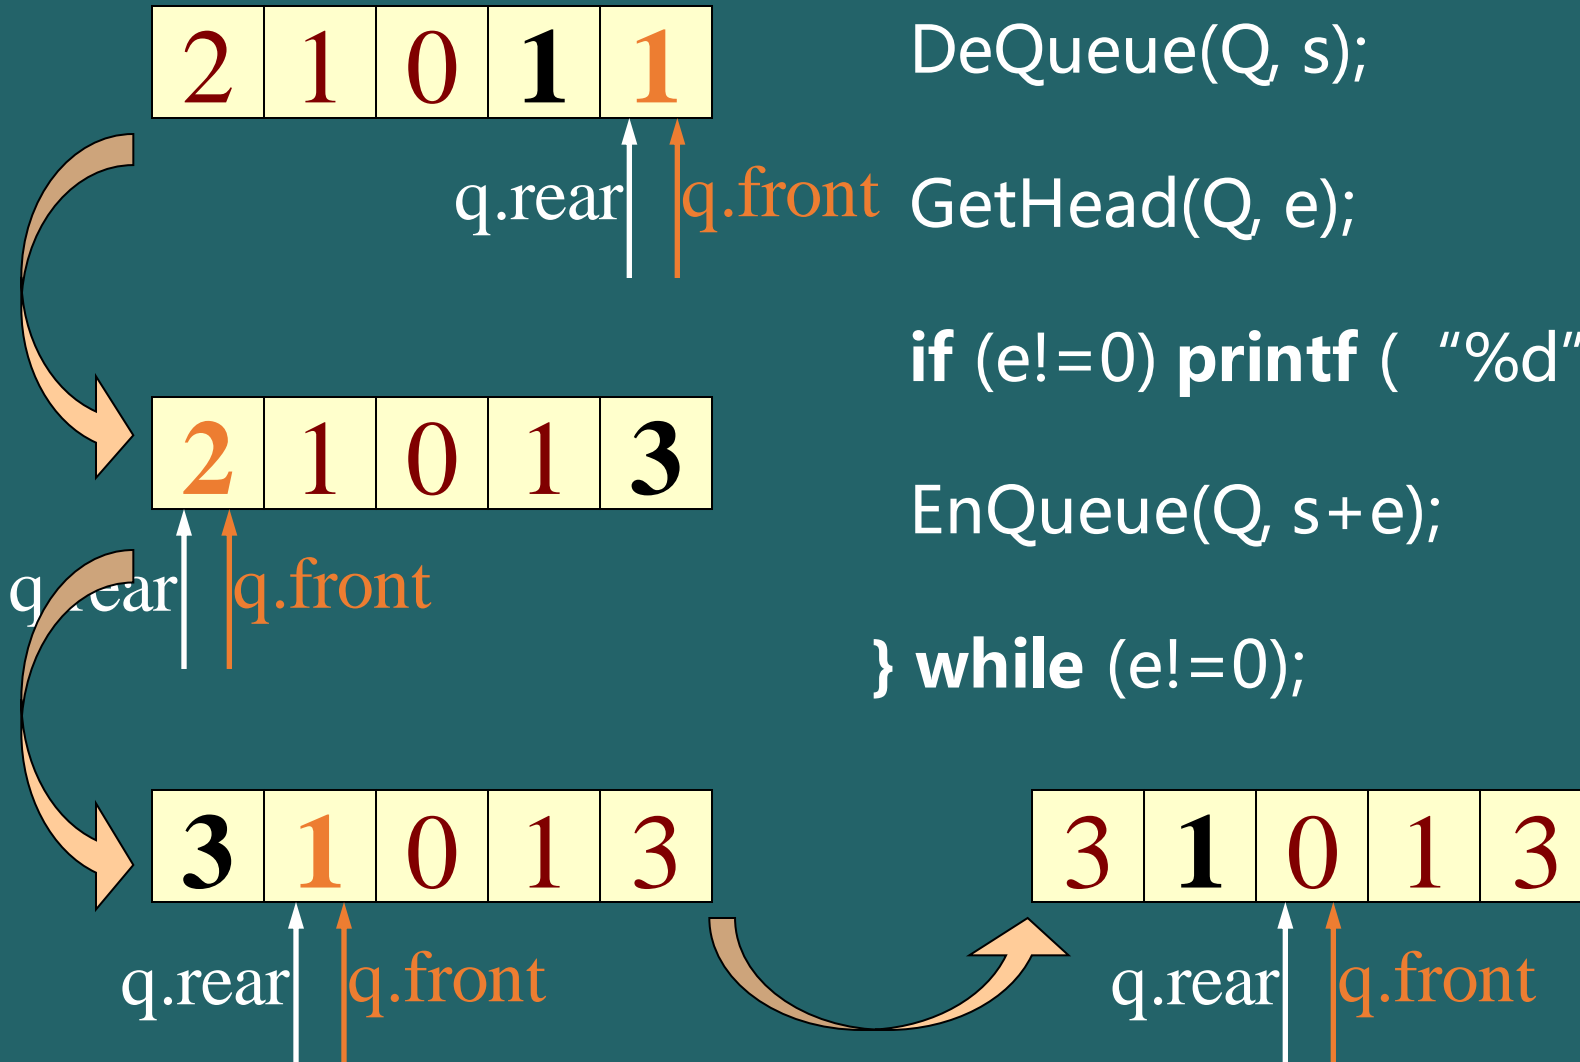 2 1 0 1 1
q.rear q.front
DeQueue(Q, s);
GetHead(Q, e);
if (e!=0) printf ( “%d”
2 1 0 1 3
q.rear q.front
EnQueue(Q, s+e);
} while (e!=0);
3 1 0 1 3
q.rear q.front
3 1 0 1 3
q.rear q.front